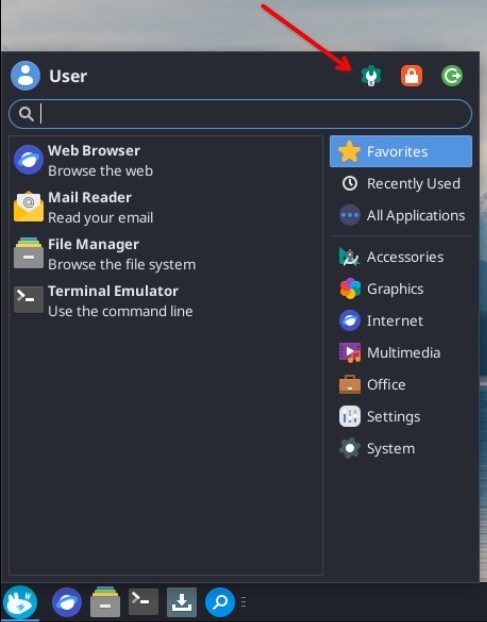 User
Web Browser
Browse the web
Mail Reader
Read your email
File Manager
Browse the file system
Terminal Emulator
Use the command line
Favorites
Recently Used
All Applications
Accessories
Graphics
Internet
Multimedia
Office
Settings
System